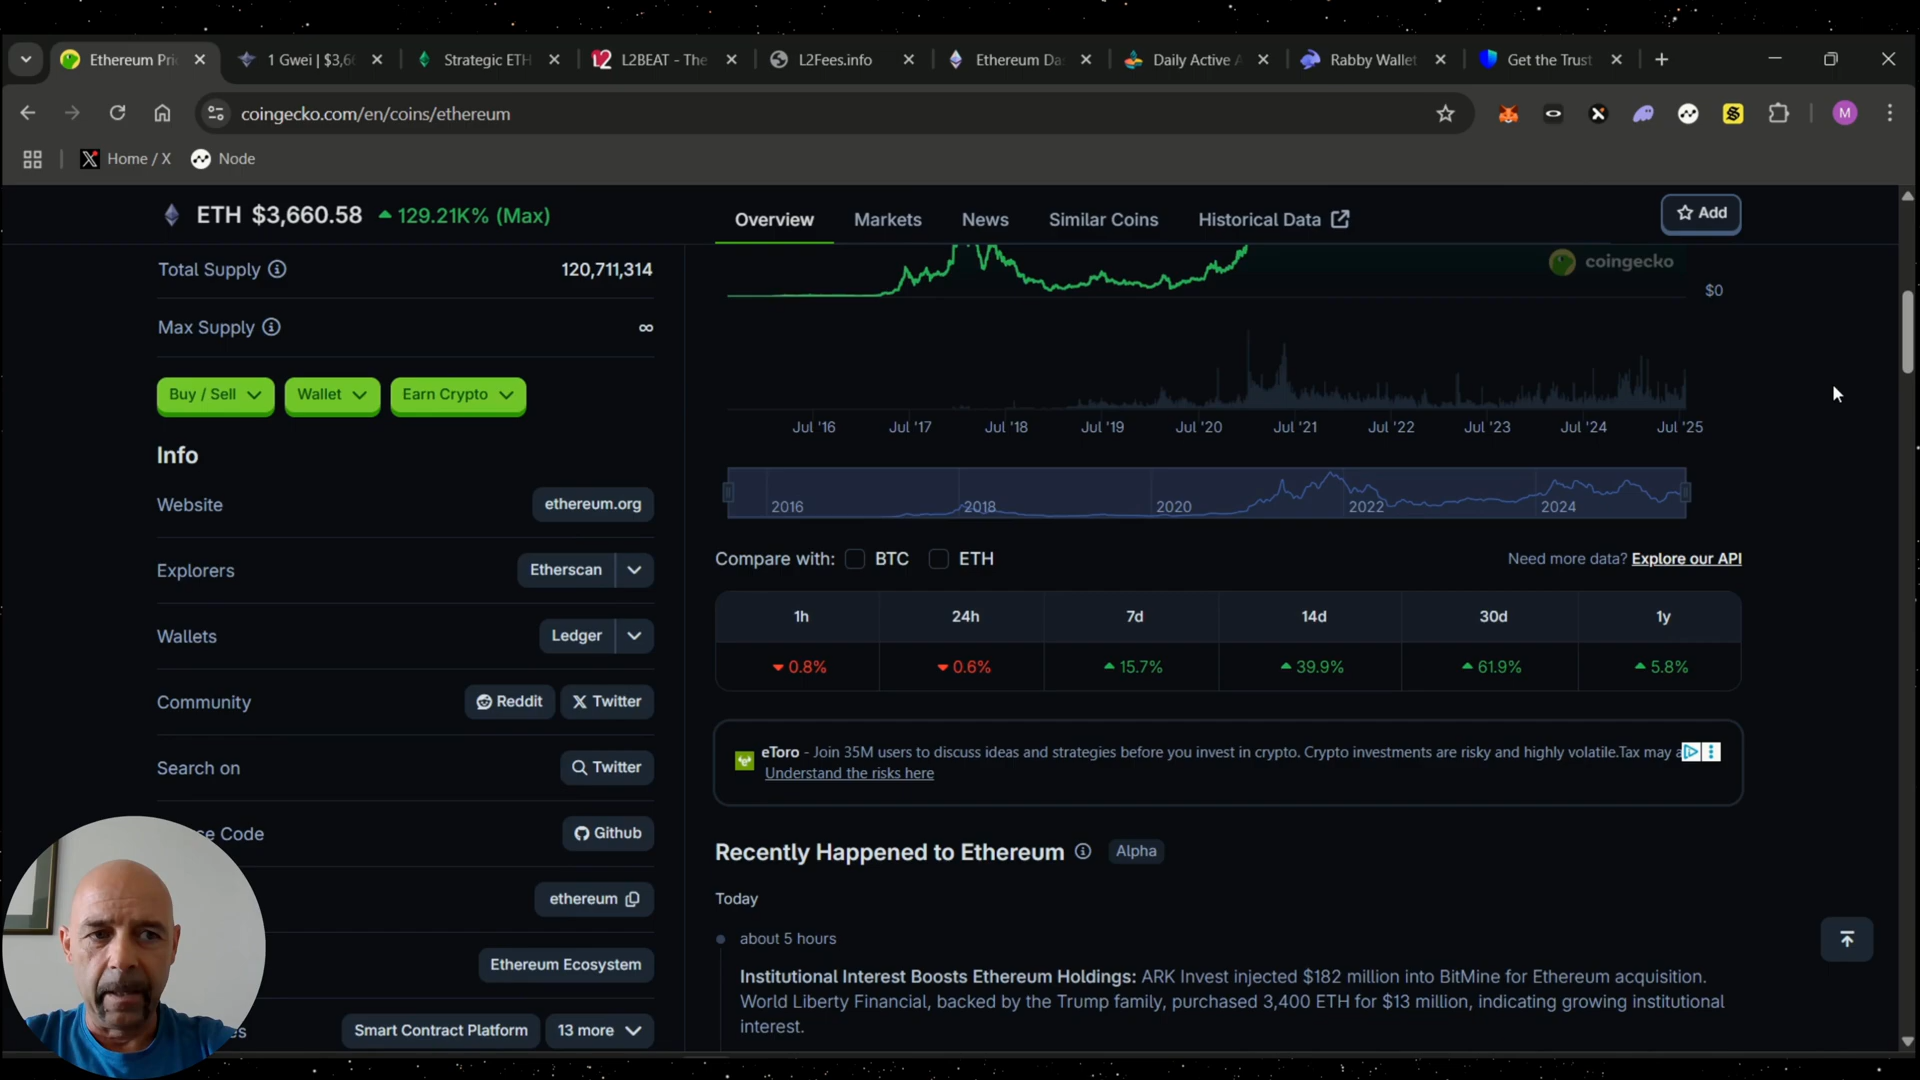 Ethereum Pri
1 Gwei | $3,6
Strategic ETH
L2BEAT - The
L2Fees.info
Ethereum Da
Daily Active A
Rabby Wallet
Get the Trust
coingecko.com/en/coins/ethereum
M
Home / X
Node
ETH $3,660.58 129.21K% (Max)
Overview
Markets
News
Similar Coins
Historical Data
Add
Total Supply
120,711,314
Max Supply
∞
Buy / Sell
Wallet
Earn Crypto
Info
Website
ethereum.org
Explorers
Etherscan
Wallets
Ledger
Community
Reddit
Twitter
Search on
Twitter
e Code
Github
ethereum
Ethereum Ecosystem
es
Smart Contract Platform
13 more
coingecko
$0
Jul '16
Jul '17
Jul '18
Jul '19
Jul '20
Jul '21
Jul '22
Jul '23
Jul '24
Jul '25
2016
2018
2020
2022
2024
Compare with:
BTC
ETH
Need more data? Explore our API
1h
24h
7d
14d
30d
1y
0.8%
0.6%
15.7%
39.9%
61.9%
5.8%
eToro - Join 35M users to discuss ideas and strategies before you invest in crypto. Crypto investments are risky and highly volatile.Tax may a
Understand the risks here
Recently Happened to Ethereum
Alpha
Today
about 5 hours
Institutional Interest Boosts Ethereum Holdings: ARK Invest injected $182 million into BitMine for Ethereum acquisition.
World Liberty Financial, backed by the Trump family, purchased 3,400 ETH for $13 million, indicating growing institutional
interest.